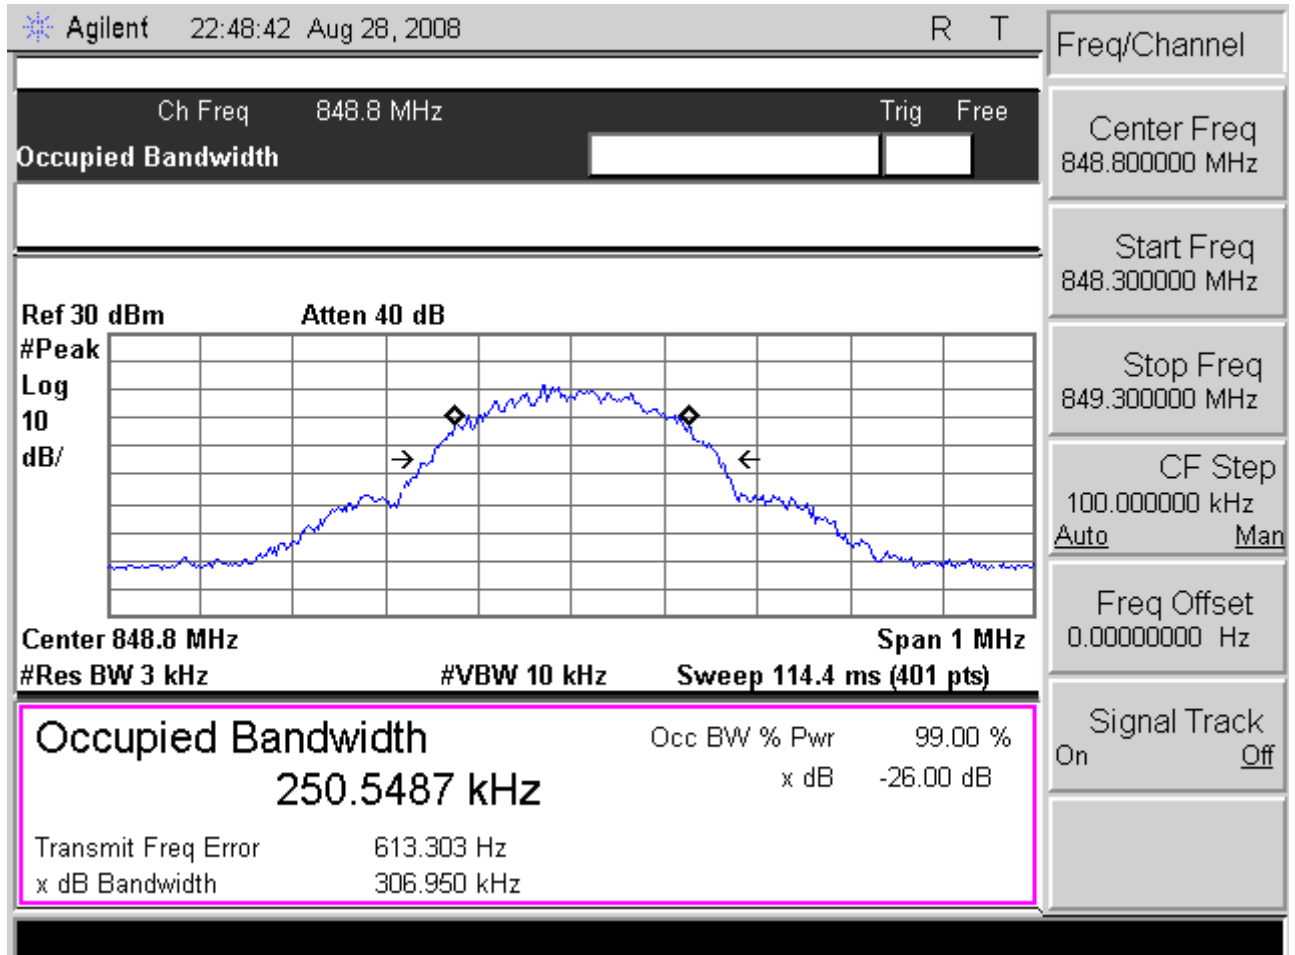 Agilent 22:48:42 Aug 28, 2008 R T
Ch Freq 848.8 MHz Trig Free
Occupied Bandwidth
Ref 30 dBm Atten 40 dB
#Peak
Log
10
dB/
Center 848.8 MHz Span 1 MHz
#Res BW 3 kHz #VBW 10 kHz Sweep 114.4 ms (401 pts)
Occupied Bandwidth Occ BW % Pwr 99.00 %
250.5487 kHz x dB -26.00 dB
Transmit Freq Error 613.303 Hz
x dB Bandwidth 306.950 kHz
Freq/Channel
Center Freq
848.800000 MHz
Start Freq
848.300000 MHz
Stop Freq
849.300000 MHz
CF Step
100.000000 kHz
Auto Man
Freq Offset
0.00000000 Hz
Signal Track
On Off